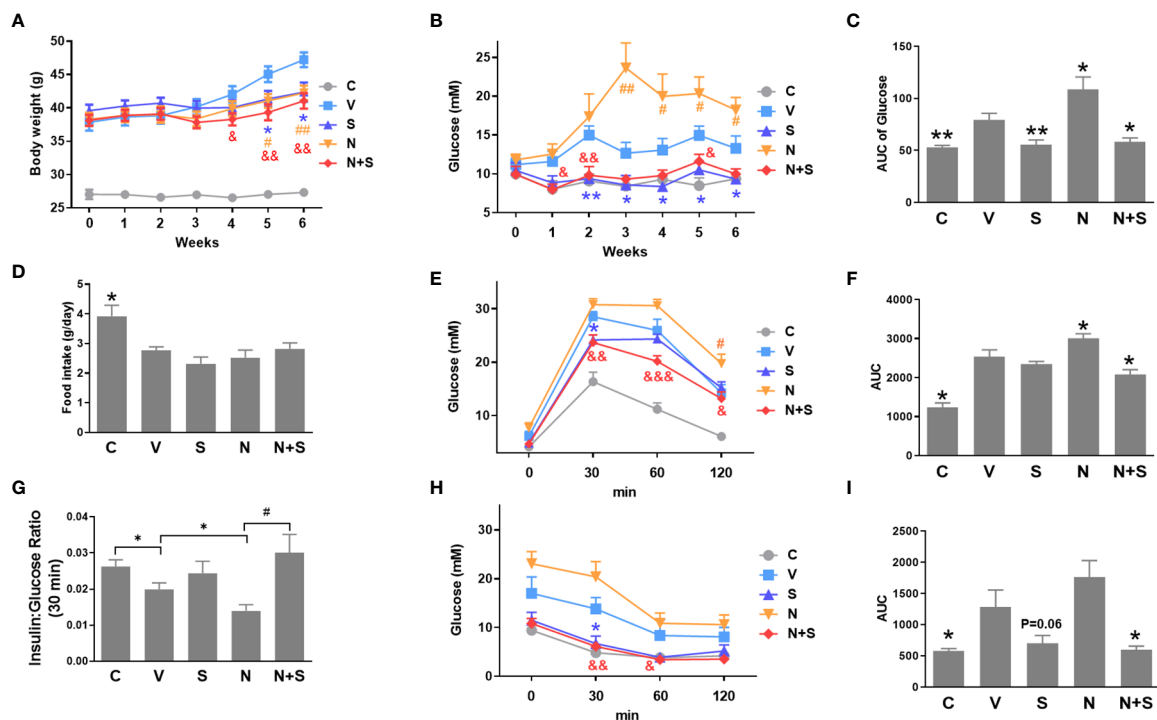 A
Body weight (g)
50
45
40
35
30
25
0 1 2 3 4 5 6
Weeks
C
V
S
N
N+S
&
*
#
&&
*
##
&&
B
Glucose (mM)
25
20
15
10
5
0 1 2 3 4 5 6
Weeks
C
V
S
N
N+S
##
#
#
#
&
&&
&
**
*
*
*
*
C
AUC of Glucose
150
100
50
0
**
**
*
*
C V S N N+S
D
Food intake (g/day)
5
4
3
2
1
0
*
C V S N N+S
E
Glucose (mM)
30
20
10
0 30 60 120
min
C
V
S
N
N+S
*
&&
&&&
#
&
F
AUC
4000
3000
2000
1000
0
*
*
*
C V S N N+S
G
Insulin:Glucose Ratio
(30 min)
0.04
0.03
0.02
0.01
0.00
*
*
#
C V S N N+S
H
Glucose (mM)
30
20
10
0
0 30 60 120
min
C
V
S
N
N+S
*
&&
&
I
AUC
2500
2000
1500
1000
500
0
*
P=0.06
*
C V S N N+S